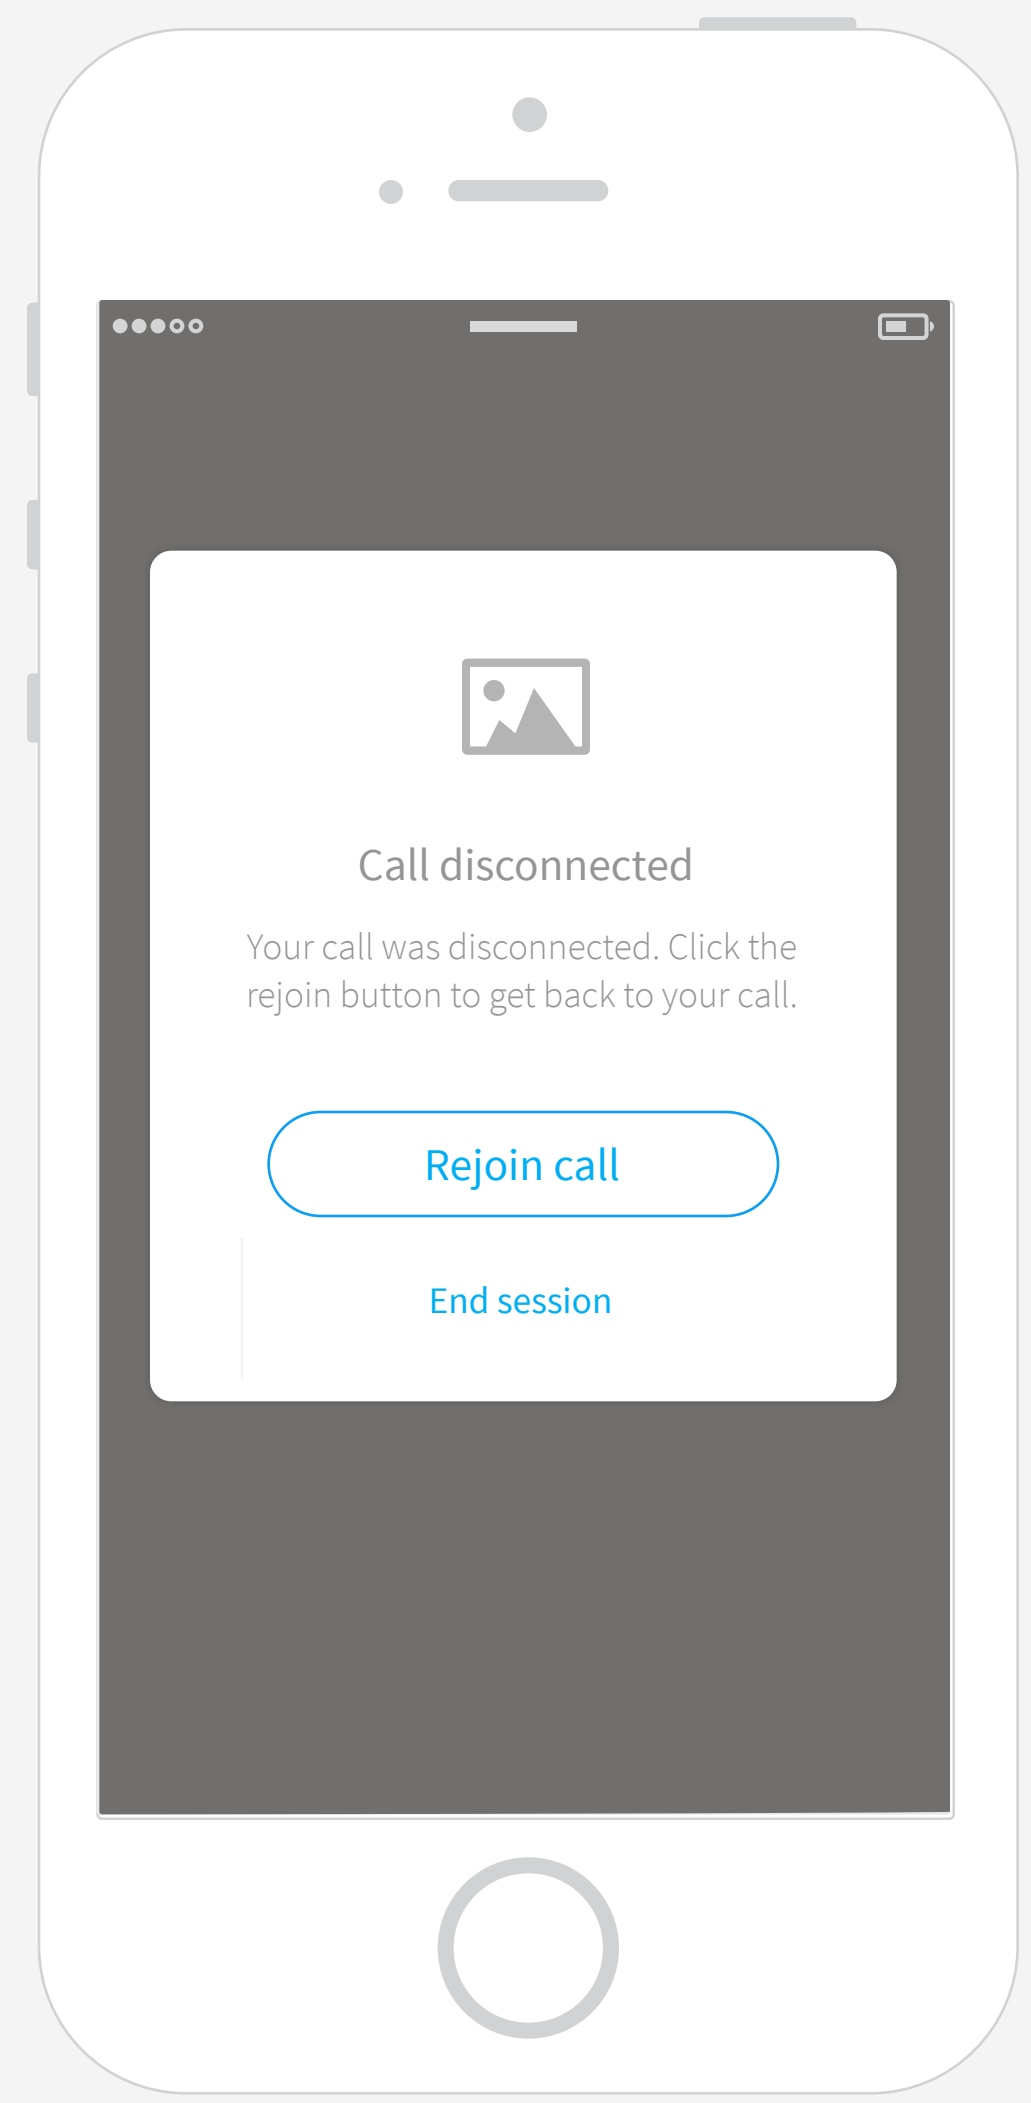 Call disconnected
Your call was disconnected. Click the
rejoin button to get back to your call.
Rejoin call
End session